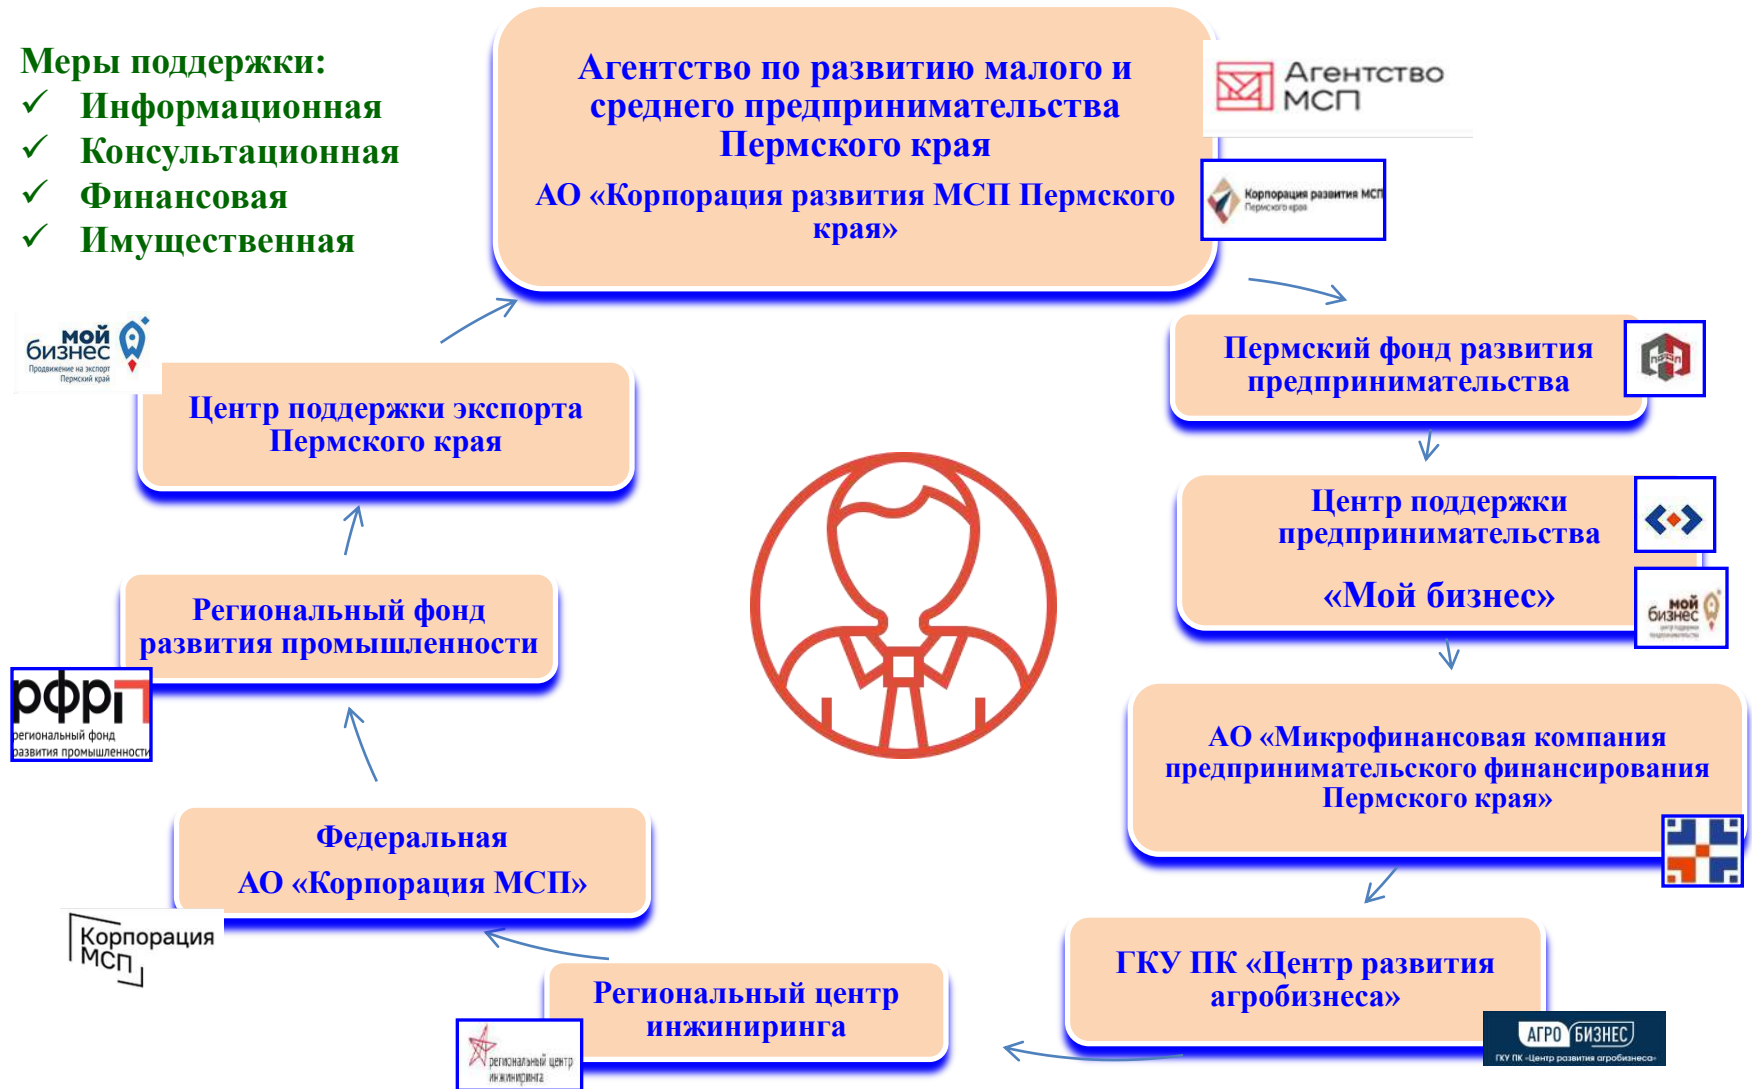 Меры поддержки:
✓ Информационная
✓ Консультационная
✓ Финансовая
✓ Имущественная
Агентство по развитию малого и
среднего предпринимательства
Пермского края
АО «Корпорация развития МСП Пермского
края»
Агентство
МСП
Корпорация развития МСП
Пермского края
Пермский фонд развития
предпринимательства
Центр поддержки
предпринимательства
«Мой бизнес»
мой
бизнес
центр поддержки
предпринимательства
АО «Микрофинансовая компания
предпринимательского финансирования
Пермского края»
ГКУ ПК «Центр развития
агробизнеса»
АГРО БИЗНЕС
ГКУ ПК «Центр развития агробизнеса»
Региональный центр
инжиниринга
региональный центр
инжиниринга
Федеральная
АО «Корпорация МСП»
Корпорация
МСП
Региональный фонд
развития промышленности
рфрп
региональный фонд
развития промышленности
Центр поддержки экспорта
Пермского края
мой
бизнес
Продвижение на экспорт
Пермский край